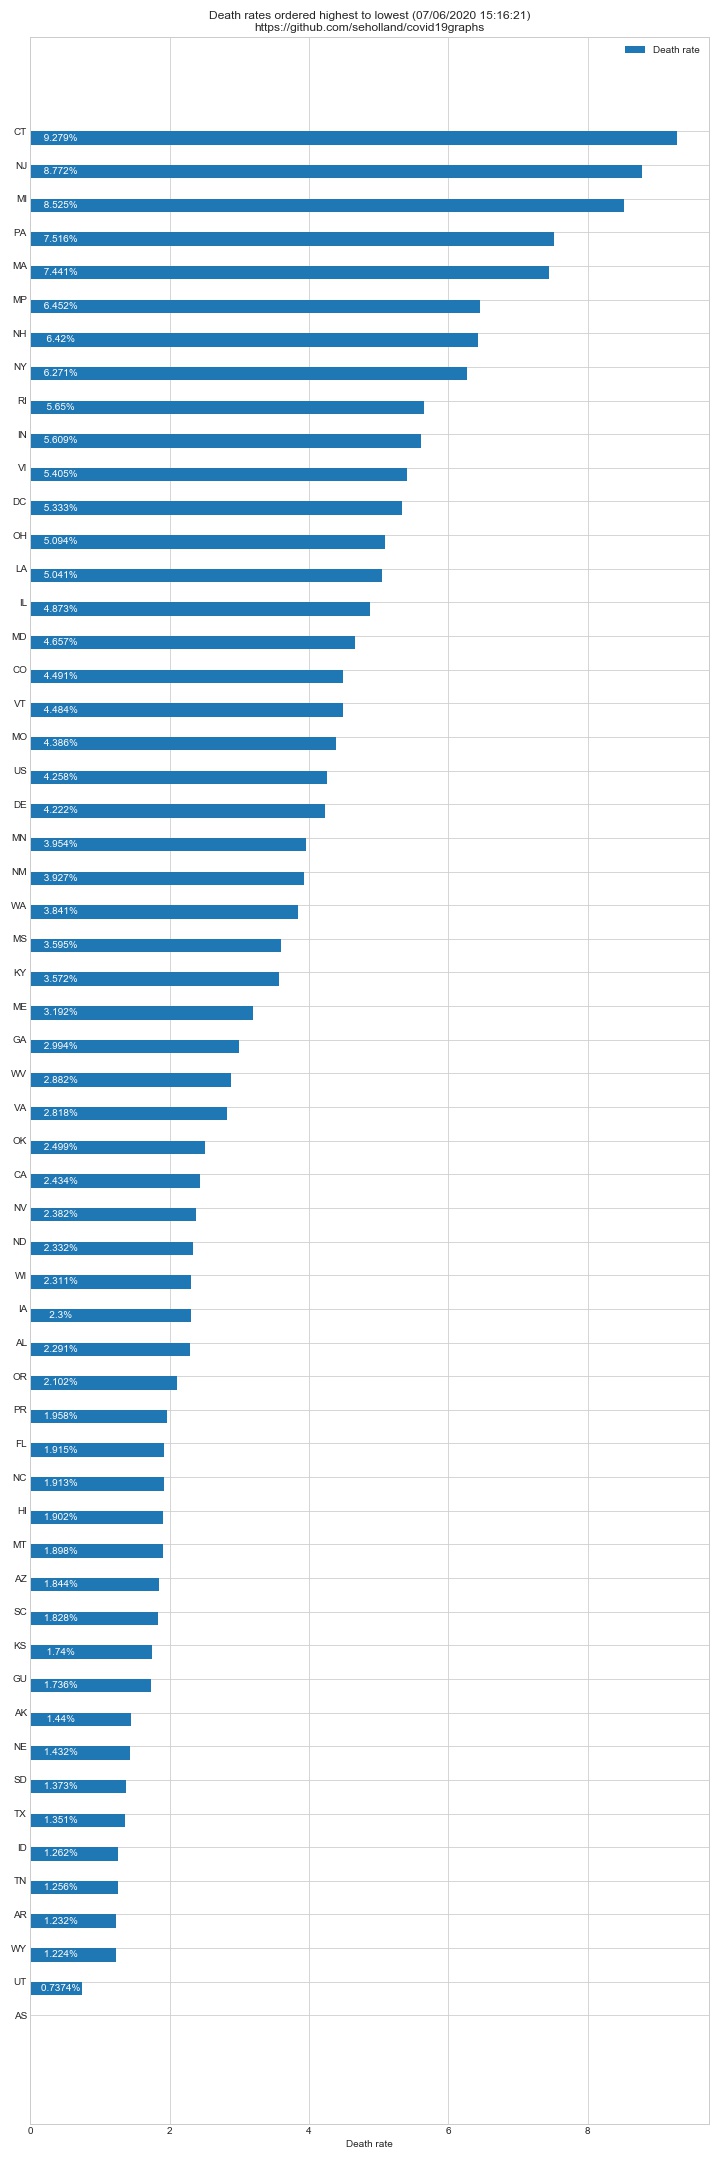 Death rates ordered highest to lowest (07/06/2020 15:16:21)
https://github.com/seholland/covid19graphs
Death rate
CT 9.279%
NJ 8.772%
MI 8.525%
PA 7.516%
MA 7.441%
MP 6.452%
NH 6.42%
NY 6.271%
RI 5.65%
IN 5.609%
VI 5.405%
DC 5.333%
OH 5.094%
LA 5.041%
IL 4.873%
MD 4.657%
CO 4.491%
VT 4.484%
MO 4.386%
US 4.258%
DE 4.222%
MN 3.954%
NM 3.927%
WA 3.841%
MS 3.595%
KY 3.572%
ME 3.192%
GA 2.994%
WV 2.882%
VA 2.818%
OK 2.499%
CA 2.434%
NV 2.382%
ND 2.332%
WI 2.311%
IA 2.3%
AL 2.291%
OR 2.102%
PR 1.958%
FL 1.915%
NC 1.913%
HI 1.902%
MT 1.898%
AZ 1.844%
SC 1.828%
KS 1.74%
GU 1.736%
AK 1.44%
NE 1.432%
SD 1.373%
TX 1.351%
ID 1.262%
TN 1.256%
AR 1.232%
WY 1.224%
UT 0.7374%
AS
0 2 4 6 8
Death rate